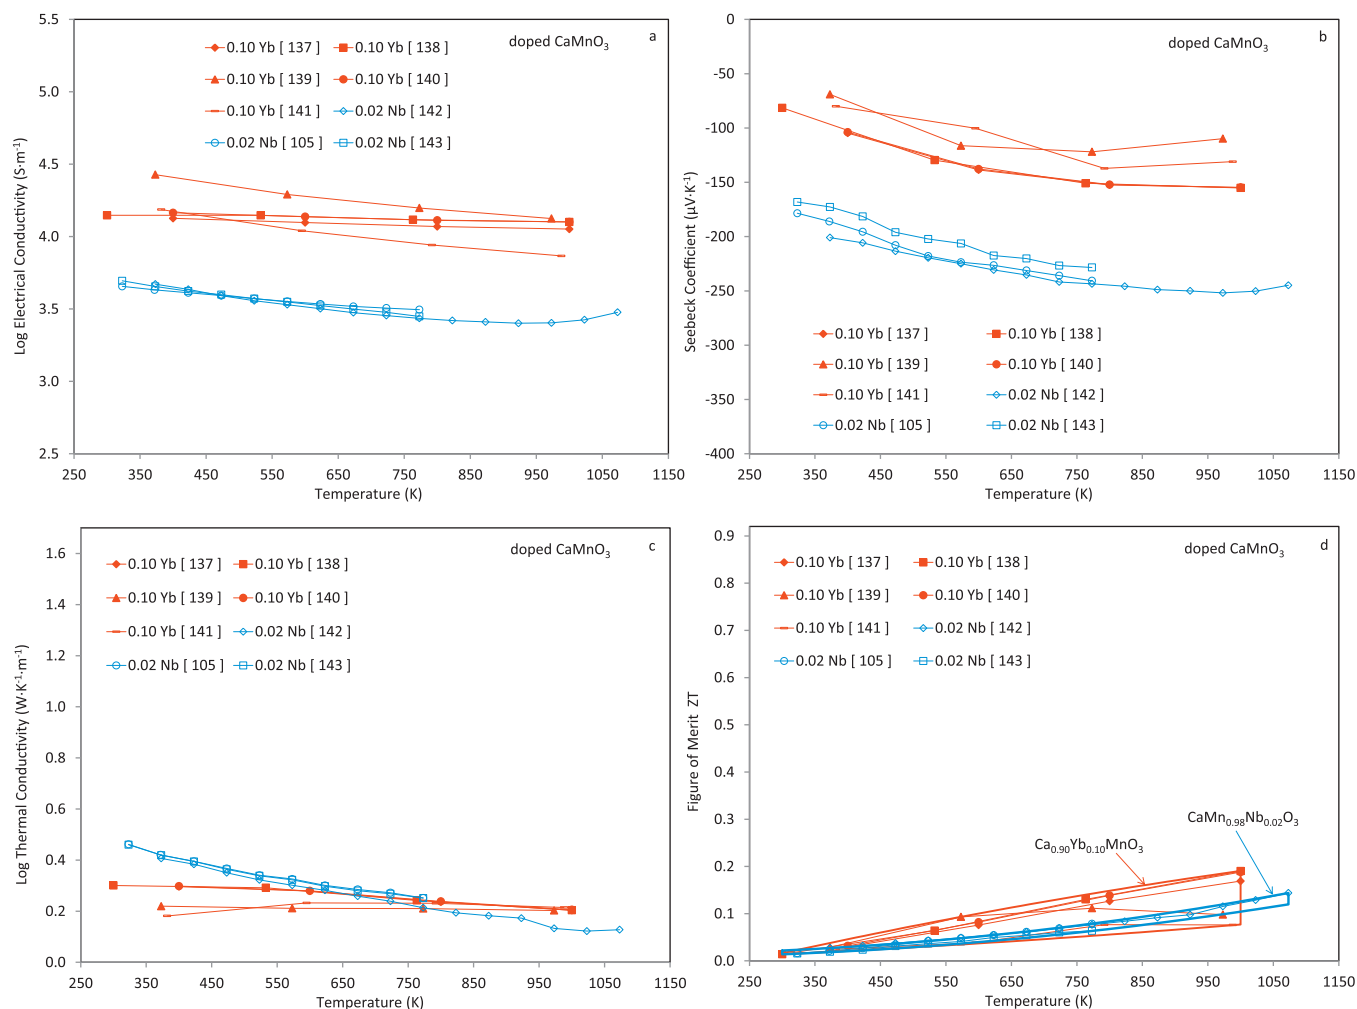 5.5
5.0
4.5
4.0
3.5
3.0
2.5
250 350 450 550 650 750 850 950 1050 1150
Temperature (K)
Log Electrical Conductivity (S·m⁻¹)
doped CaMnO₃
a
0.10 Yb [ 137 ] 0.10 Yb [ 138 ]
0.10 Yb [ 139 ] 0.10 Yb [ 140 ]
0.10 Yb [ 141 ] 0.02 Nb [ 142 ]
0.02 Nb [ 105 ] 0.02 Nb [ 143 ]
0
-50
-100
-150
-200
-250
-300
-350
-400
250 350 450 550 650 750 850 950 1050 1150
Temperature (K)
Seebeck Coefficient (µV·K⁻¹)
doped CaMnO₃
b
0.10 Yb [ 137 ] 0.10 Yb [ 138 ]
0.10 Yb [ 139 ] 0.10 Yb [ 140 ]
0.10 Yb [ 141 ] 0.02 Nb [ 142 ]
0.02 Nb [ 105 ] 0.02 Nb [ 143 ]
1.6
1.4
1.2
1.0
0.8
0.6
0.4
0.2
0.0
250 350 450 550 650 750 850 950 1050 1150
Temperature (K)
Log Thermal Conductivity (W·K⁻¹·m⁻¹)
doped CaMnO₃
c
0.10 Yb [ 137 ] 0.10 Yb [ 138 ]
0.10 Yb [ 139 ] 0.10 Yb [ 140 ]
0.10 Yb [ 141 ] 0.02 Nb [ 142 ]
0.02 Nb [ 105 ] 0.02 Nb [ 143 ]
0.9
0.8
0.7
0.6
0.5
0.4
0.3
0.2
0.1
0.0
250 350 450 550 650 750 850 950 1050 1150
Temperature (K)
Figure of Merit ZT
doped CaMnO₃
d
0.10 Yb [ 137 ] 0.10 Yb [ 138 ]
0.10 Yb [ 139 ] 0.10 Yb [ 140 ]
0.10 Yb [ 141 ] 0.02 Nb [ 142 ]
0.02 Nb [ 105 ] 0.02 Nb [ 143 ]
CaMn₀.₉₈Nb₀.₀₂O₃
Ca₀.₉₀Yb₀.₁₀MnO₃